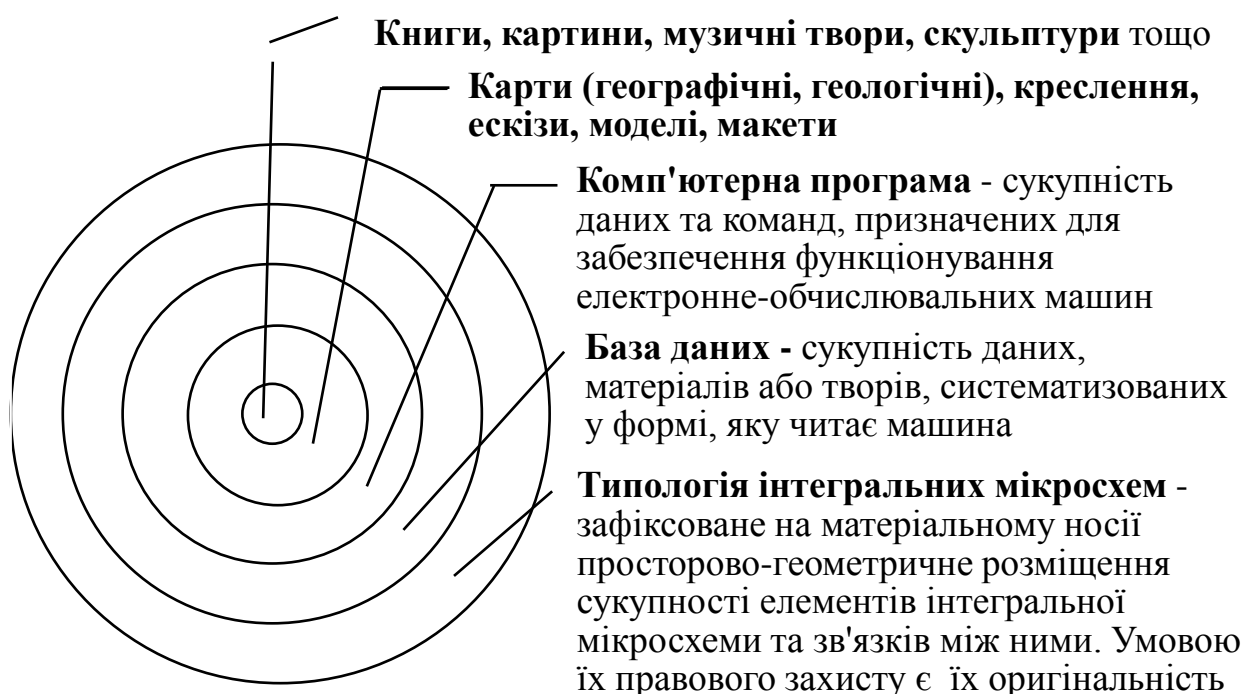 Книги, картини, музичні твори, скульптури тощо
Карти (географічні, геологічні), креслення,
ескізи, моделі, макети
Комп'ютерна програма - сукупність
даних та команд, призначених для
забезпечення функціонування
електронне-обчислювальних машин
База даних - сукупність даних,
матеріалів або творів, систематизованих
у формі, яку читає машина
Типологія інтегральних мікросхем -
зафіксоване на матеріальному носії
просторово-геометричне розміщення
сукупності елементів інтегральної
мікросхеми та зв'язків між ними. Умовою
їх правового захисту є їх оригінальність